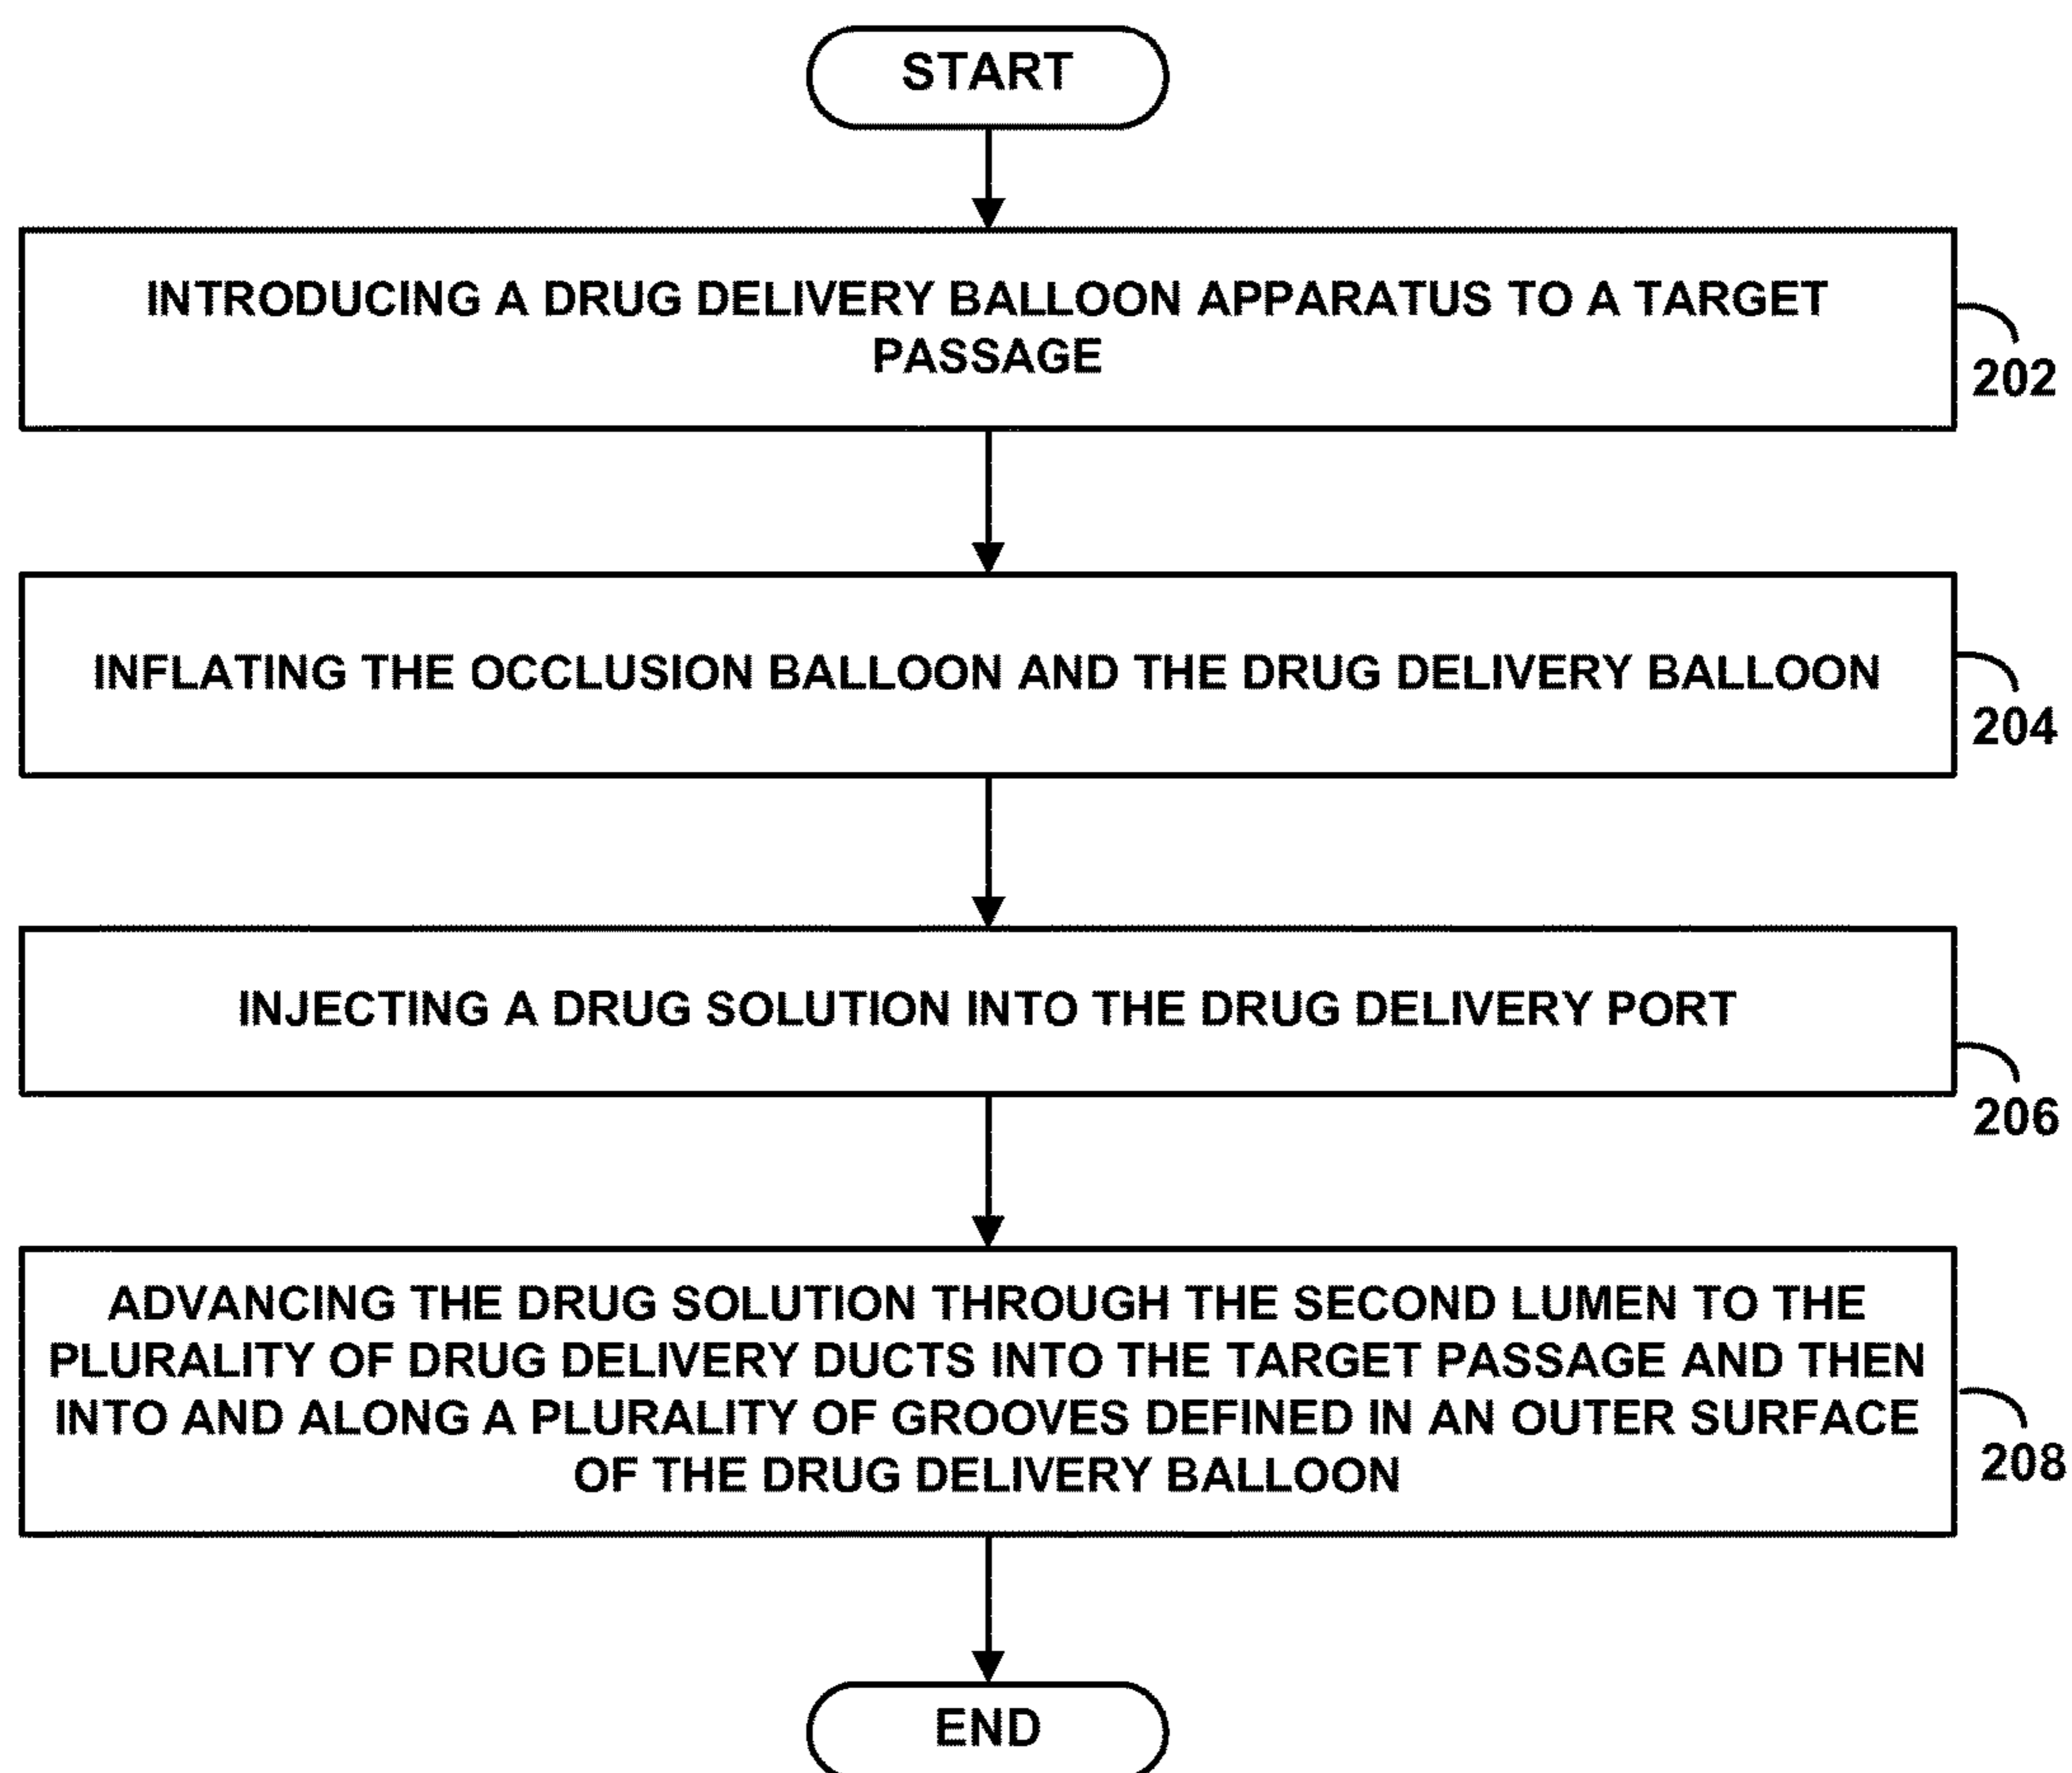 START
INTRODUCING A DRUG DELIVERY BALLOON APPARATUS TO A TARGET
PASSAGE
202
INFLATING THE OCCLUSION BALLOON AND THE DRUG DELIVERY BALLOON
204
INJECTING A DRUG SOLUTION INTO THE DRUG DELIVERY PORT
206
ADVANCING THE DRUG SOLUTION THROUGH THE SECOND LUMEN TO THE
PLURALITY OF DRUG DELIVERY DUCTS INTO THE TARGET PASSAGE AND THEN
INTO AND ALONG A PLURALITY OF GROOVES DEFINED IN AN OUTER SURFACE
OF THE DRUG DELIVERY BALLOON
208
END